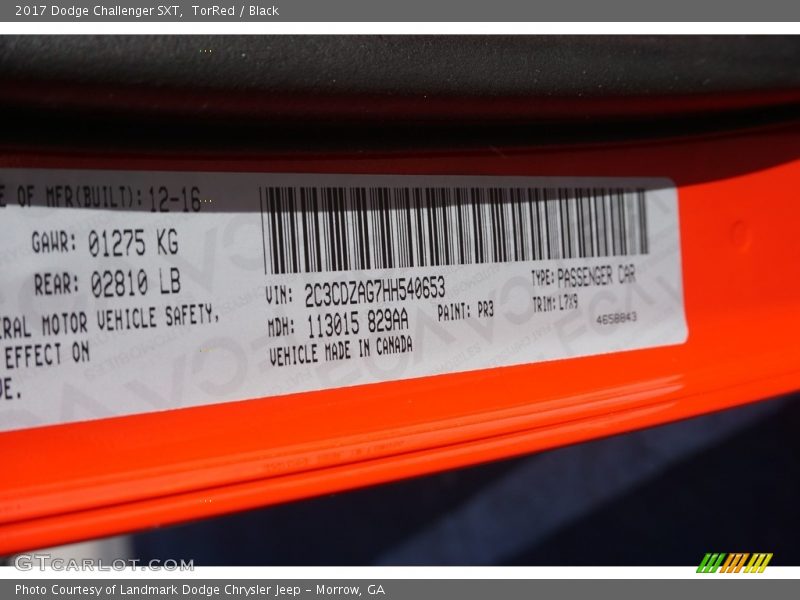 2017 Dodge Challenger SXT, TorRed / Black
E OF MFR(BUILT): 12-16
GAWR: 01275 KG
REAR: 02810 LB
ERAL MOTOR VEHICLE SAFETY,
EFFECT ON
VE.
VIN: 2C3CDZAG7HH540653
TYPE: PASSENGER CAR
MDH: 113015 829AA
PAINT: PR3
TRIM: L7X9
VEHICLE MADE IN CANADA
4658843
GTCARLOT.COM
Photo Courtesy of Landmark Dodge Chrysler Jeep – Morrow, GA